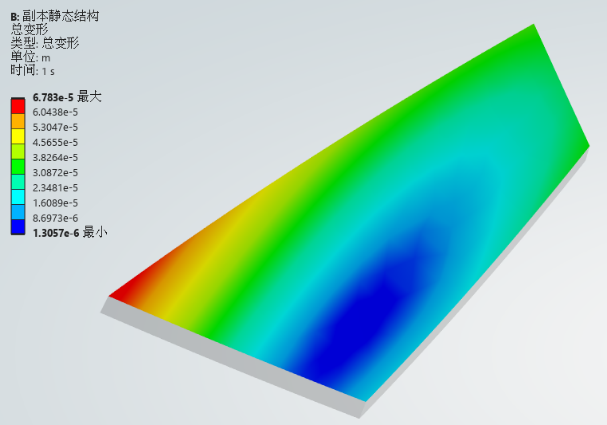 B: 副本静态结构
总变形
类型: 总变形
单位: m
时间: 1 s
6.783e-5 最大
6.0438e-5
5.3047e-5
4.5655e-5
3.8264e-5
3.0872e-5
2.3481e-5
1.6089e-5
8.6973e-6
1.3057e-6 最小